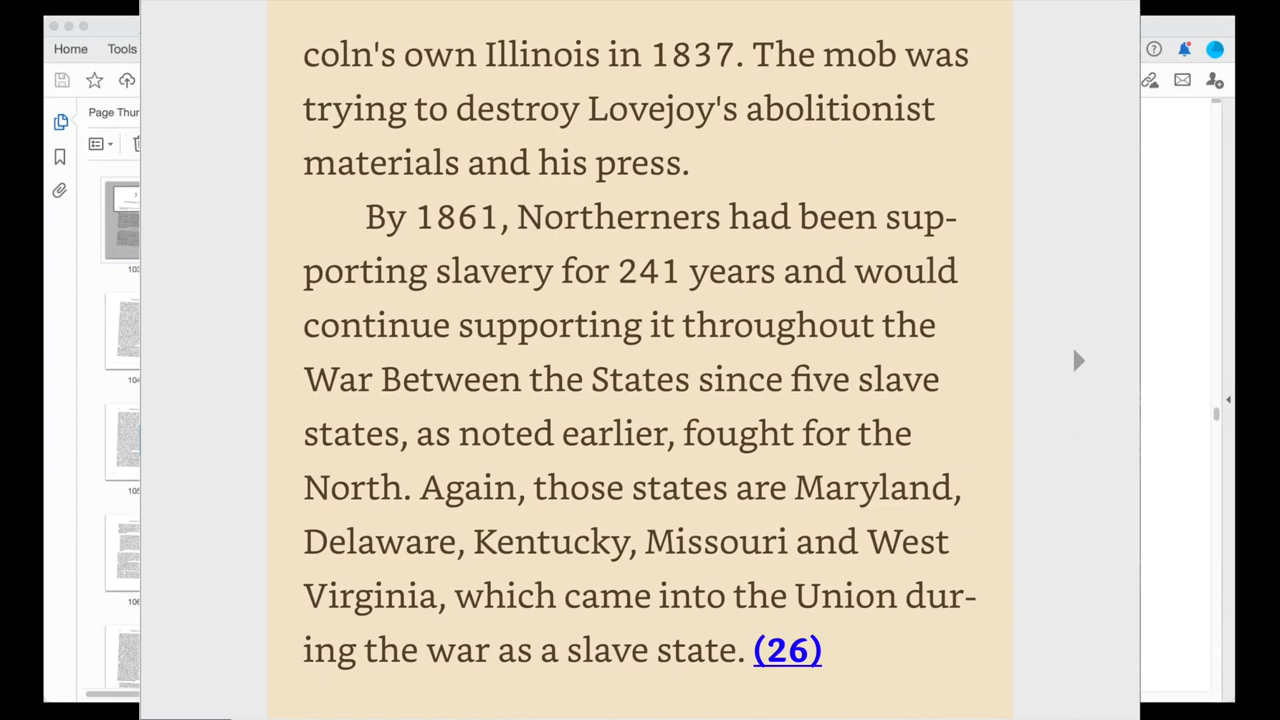 Home Tools
Page Thur
coln's own Illinois in 1837. The mob was
trying to destroy Lovejoy's abolitionist
materials and his press.
By 1861, Northerners had been sup-
porting slavery for 241 years and would
continue supporting it throughout the
War Between the States since five slave
states, as noted earlier, fought for the
North. Again, those states are Maryland,
Delaware, Kentucky, Missouri and West
Virginia, which came into the Union dur-
ing the war as a slave state. (26)